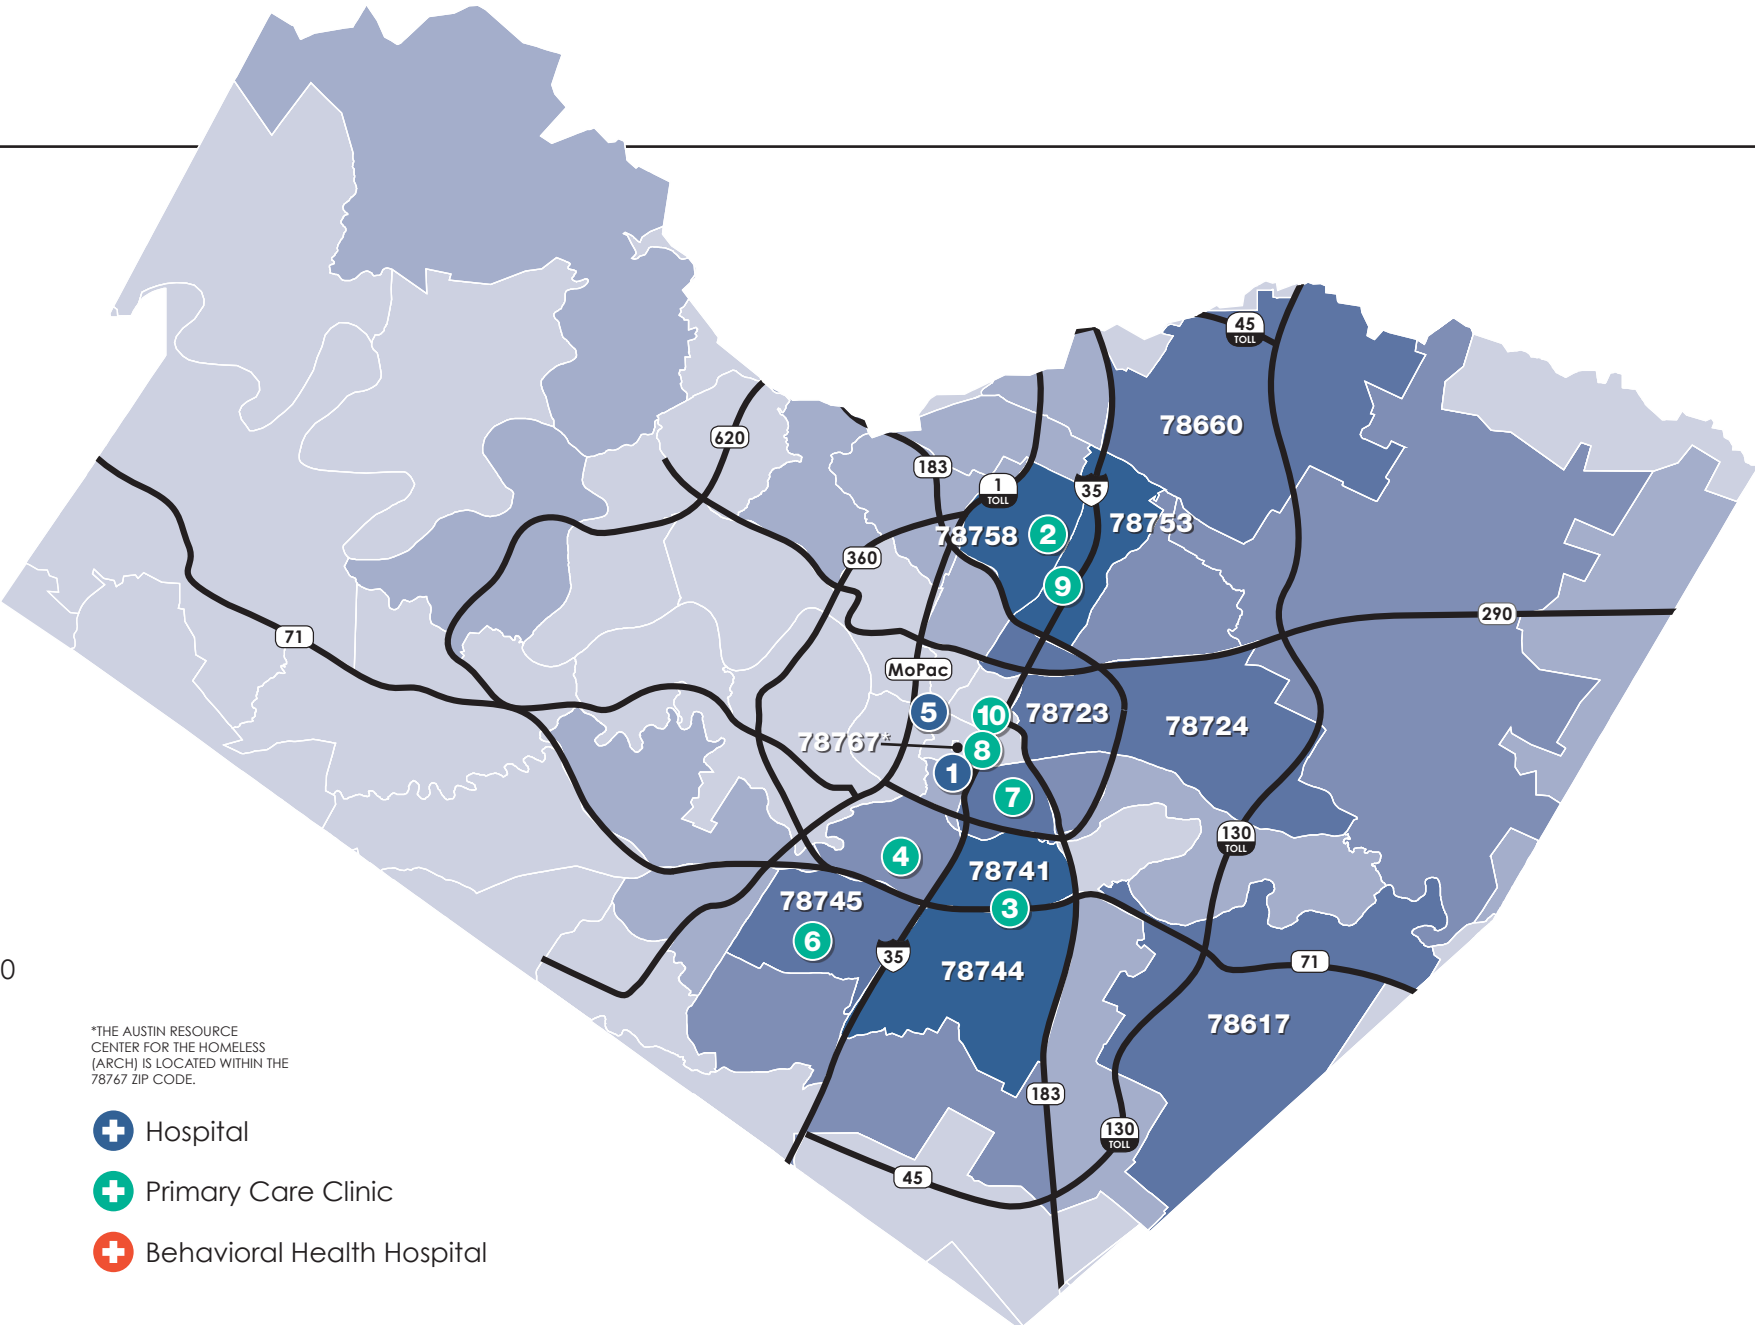 45
TOLL
78660
620
183
1
TOLL
35
78753
78758
2
360
9
290
71
MoPac
5
10
78723
78724
78767*
8
1
7
130
TOLL
4
78741
78745
3
6
35
78744
71
0
78617
*THE AUSTIN RESOURCE
CENTER FOR THE HOMELESS
(ARCH) IS LOCATED WITHIN THE
78767 ZIP CODE.
183
130
TOLL
Hospital
45
Primary Care Clinic
Behavioral Health Hospital